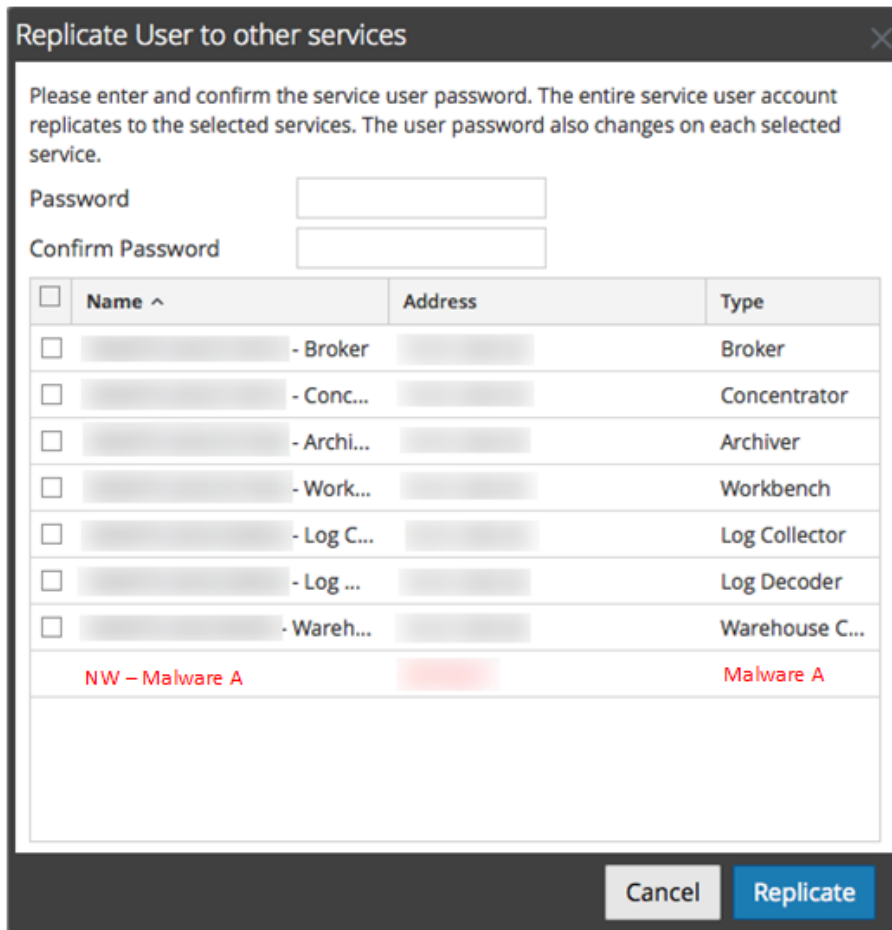 Replicate User to other services
Please enter and confirm the service user password. The entire service user account
replicates to the selected services. The user password also changes on each selected
service.
Password
Confirm Password
Name Address Type
- Broker Broker
- Conc... Concentrator
- Archi... Archiver
- Work... Workbench
- Log C... Log Collector
- Log ... Log Decoder
- Wareh... Warehouse C...
NW – Malware A Malware A
Cancel Replicate